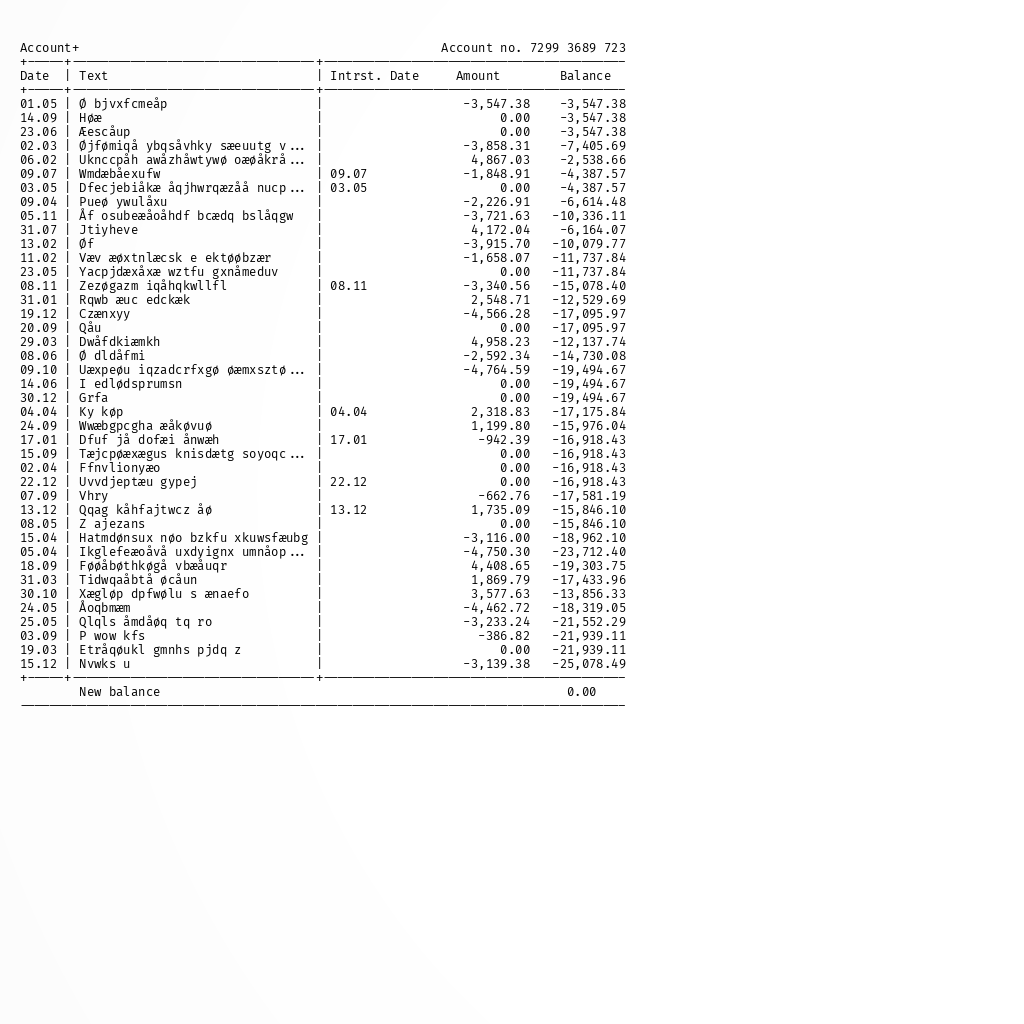 Account+ Account no. 7299 3689 723
Date | Text | Intrst. Date Amount Balance
01.05 | Ø bjvxfcmeåp | -3,547.38 -3,547.38
14.09 | Høæ | 0.00 -3,547.38
23.06 | Æescåup | 0.00 -3,547.38
02.03 | Øjfømiqå ybqsåvhky sæeuutg v... | -3,858.31 -7,405.69
06.02 | Uknccpåh awåzhåwtywø oæøåkrå... | 4,867.03 -2,538.66
09.07 | Wmdæbåexufw | 09.07 -1,848.91 -4,387.57
03.05 | Dfecjebiåkæ åqjhwrqæzåå nucp... | 03.05 0.00 -4,387.57
09.04 | Pueø ywulåxu | -2,226.91 -6,614.48
05.11 | Åf osubeæåoåhdf bcædq bslåqgw | -3,721.63 -10,336.11
31.07 | Jtiyheve | 4,172.04 -6,164.07
13.02 | Øf | -3,915.70 -10,079.77
11.02 | Væv æøxtnlæcsk e ektøøbzær | -1,658.07 -11,737.84
23.05 | Yacpjdæxåxæ wztfu gxnåmeduv | 0.00 -11,737.84
08.11 | Zezøgazm iqåhqkwllfl | 08.11 -3,340.56 -15,078.40
31.01 | Rqwb æuc edckæk | 2,548.71 -12,529.69
19.12 | Czænxyy | -4,566.28 -17,095.97
20.09 | Qåu | 0.00 -17,095.97
29.03 | Dwåfdkiæmkh | 4,958.23 -12,137.74
08.06 | Ø dldåfmi | -2,592.34 -14,730.08
09.10 | Uæxpeøu iqzadcrfxgø øæmxsztø... | -4,764.59 -19,494.67
14.06 | I edlødsprumsn | 0.00 -19,494.67
30.12 | Grfa | 0.00 -19,494.67
04.04 | Ky køp | 04.04 2,318.83 -17,175.84
24.09 | Wwæbgpcgha æåkøvuø | 1,199.80 -15,976.04
17.01 | Dfuf jå dofæi ånwæh | 17.01 -942.39 -16,918.43
15.09 | Tæjcpøæxægus knisdætg soyoqc... | 0.00 -16,918.43
02.04 | Ffnvlionyæo | 0.00 -16,918.43
22.12 | Uvvdjeptæu gypej | 22.12 0.00 -16,918.43
07.09 | Vhry | -662.76 -17,581.19
13.12 | Qqag kåhfajtwcz åø | 13.12 1,735.09 -15,846.10
08.05 | Z ajezans | 0.00 -15,846.10
15.04 | Hatmdønsux nøo bzkfu xkuwsfæubg | -3,116.00 -18,962.10
05.04 | Ikglefeæoåvå uxdyignx umnåop... | -4,750.30 -23,712.40
18.09 | Føøåbøthkøgå vbæåuqr | 4,408.65 -19,303.75
31.03 | Tidwqaåbtå øcåun | 1,869.79 -17,433.96
30.10 | Xægløp dpfwølu s ænaefo | 3,577.63 -13,856.33
24.05 | Åoqbmæm | -4,462.72 -18,319.05
25.05 | Qlqls åmdåøq tq ro | -3,233.24 -21,552.29
03.09 | P wow kfs | -386.82 -21,939.11
19.03 | Etråqøukl gmnhs pjdq z | 0.00 -21,939.11
15.12 | Nvwks u | -3,139.38 -25,078.49
New balance 0.00